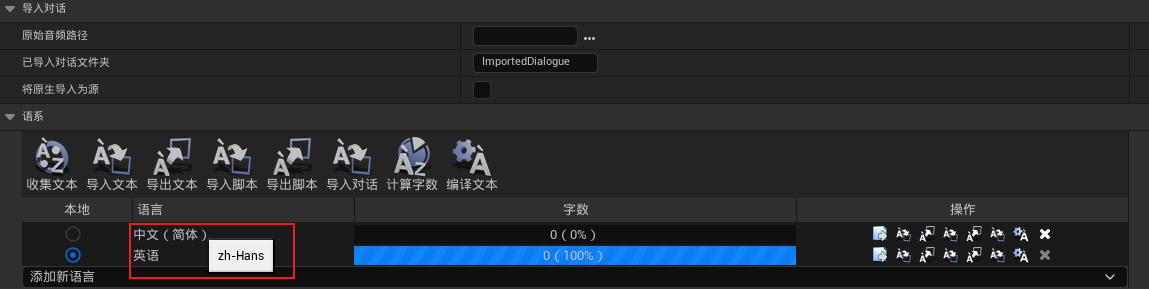 导入对话
原始音频路径 ...
已导入对话文件夹 ImportedDialogue
将原生导入为源
语系
收集文本 导入文本 导出文本 导入脚本 导出脚本 导入对话 计算字数 编译文本
本地 语言 字数 操作
中文（简体） 0（0%）
英语 0（100%）
zh-Hans
添加新语言